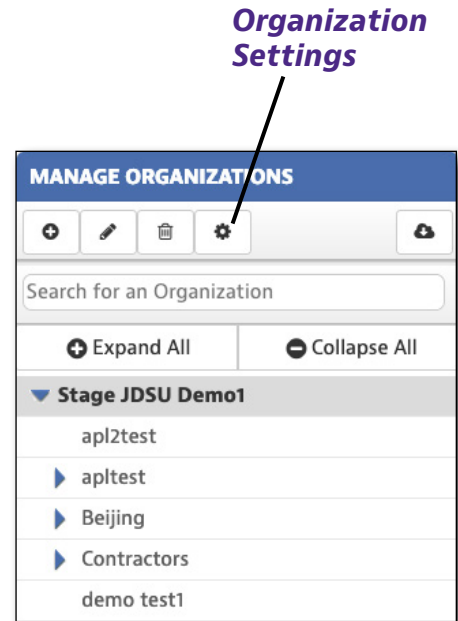 Organization
Settings
MANAGE ORGANIZATIONS
Search for an Organization
Expand All
Collapse All
Stage JDSU Demo1
apl2test
apltest
Beijing
Contractors
demo test1